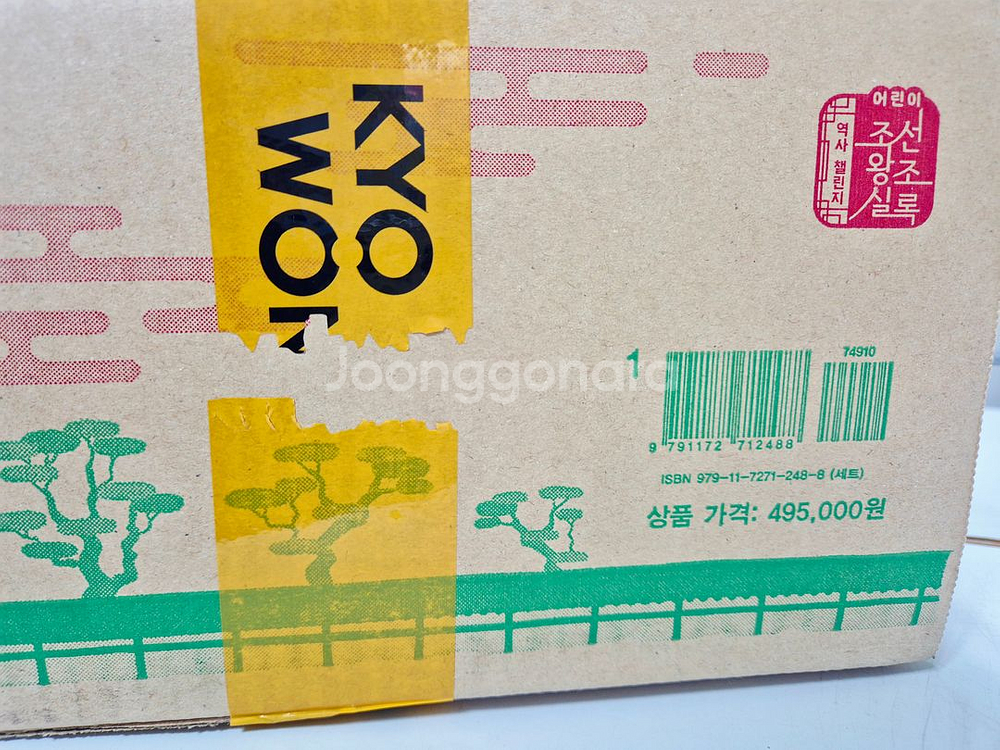 KYO
WON
어린이
역사 챌린지
조선
왕조
실록
Joonggonara
1
74910
9 791172 712488
ISBN 979-11-7271-248-8 (세트)
상품 가격: 495,000원